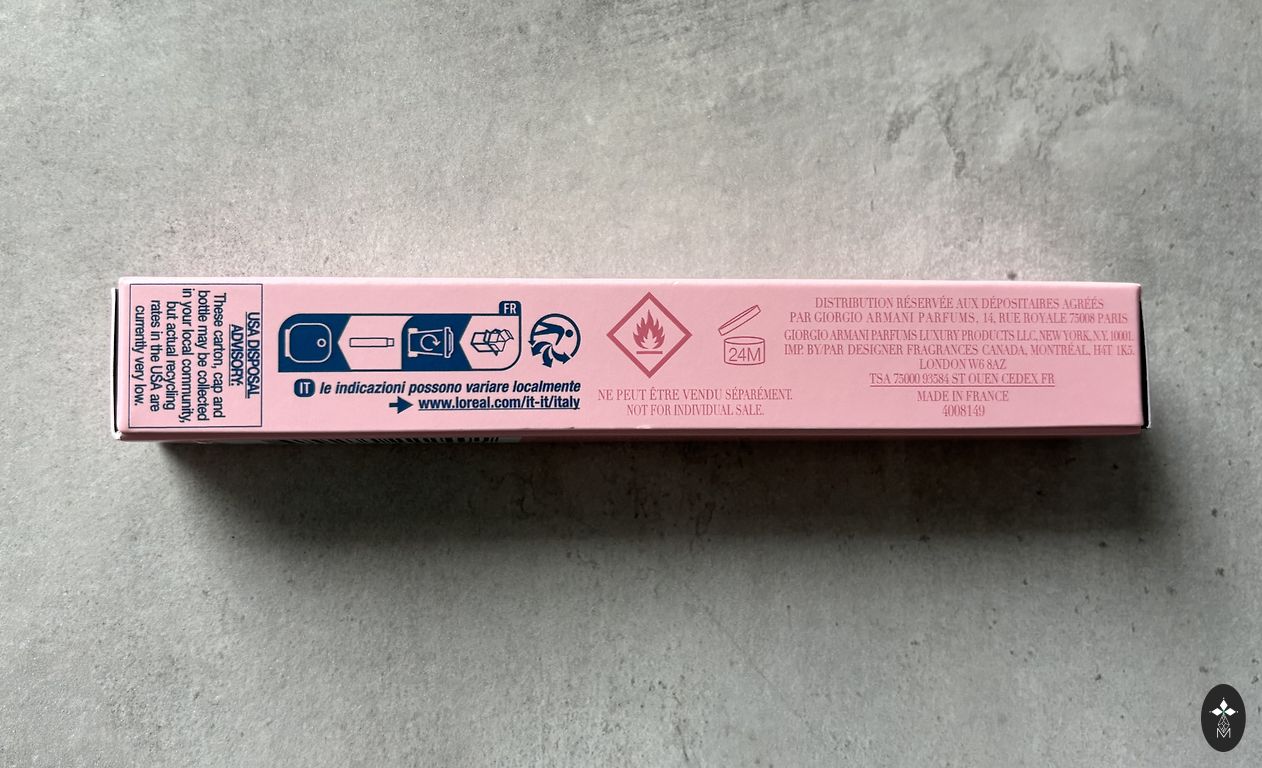 USA DISPOSAL
ADVISORY:
These carton, cap and
bottle may be collected
in your local community,
but actual recycling
rates in the USA are
currently very low.
FR
IT le indicazioni possono variare localmente
www.loreal.com/it-it/italy
24M
NE PEUT ÊTRE VENDU SÉPARÉMENT.
NOT FOR INDIVIDUAL SALE.
DISTRIBUTION RÉSERVÉE AUX DÉPOSITAIRES AGRÉÉS
PAR GIORGIO ARMANI PARFUMS, 14, RUE ROYALE 75008 PARIS
GIORGIO ARMANI PARFUMS LUXURY PRODUCTS LLC, NEW YORK, N.Y. 10001.
IMP. BY/PAR DESIGNER FRAGRANCES CANADA, MONTRÉAL, H4T 1K5.
LONDON W6 8AZ
TSA 75000 93584 ST OUEN CEDEX FR
MADE IN FRANCE
4008149
M